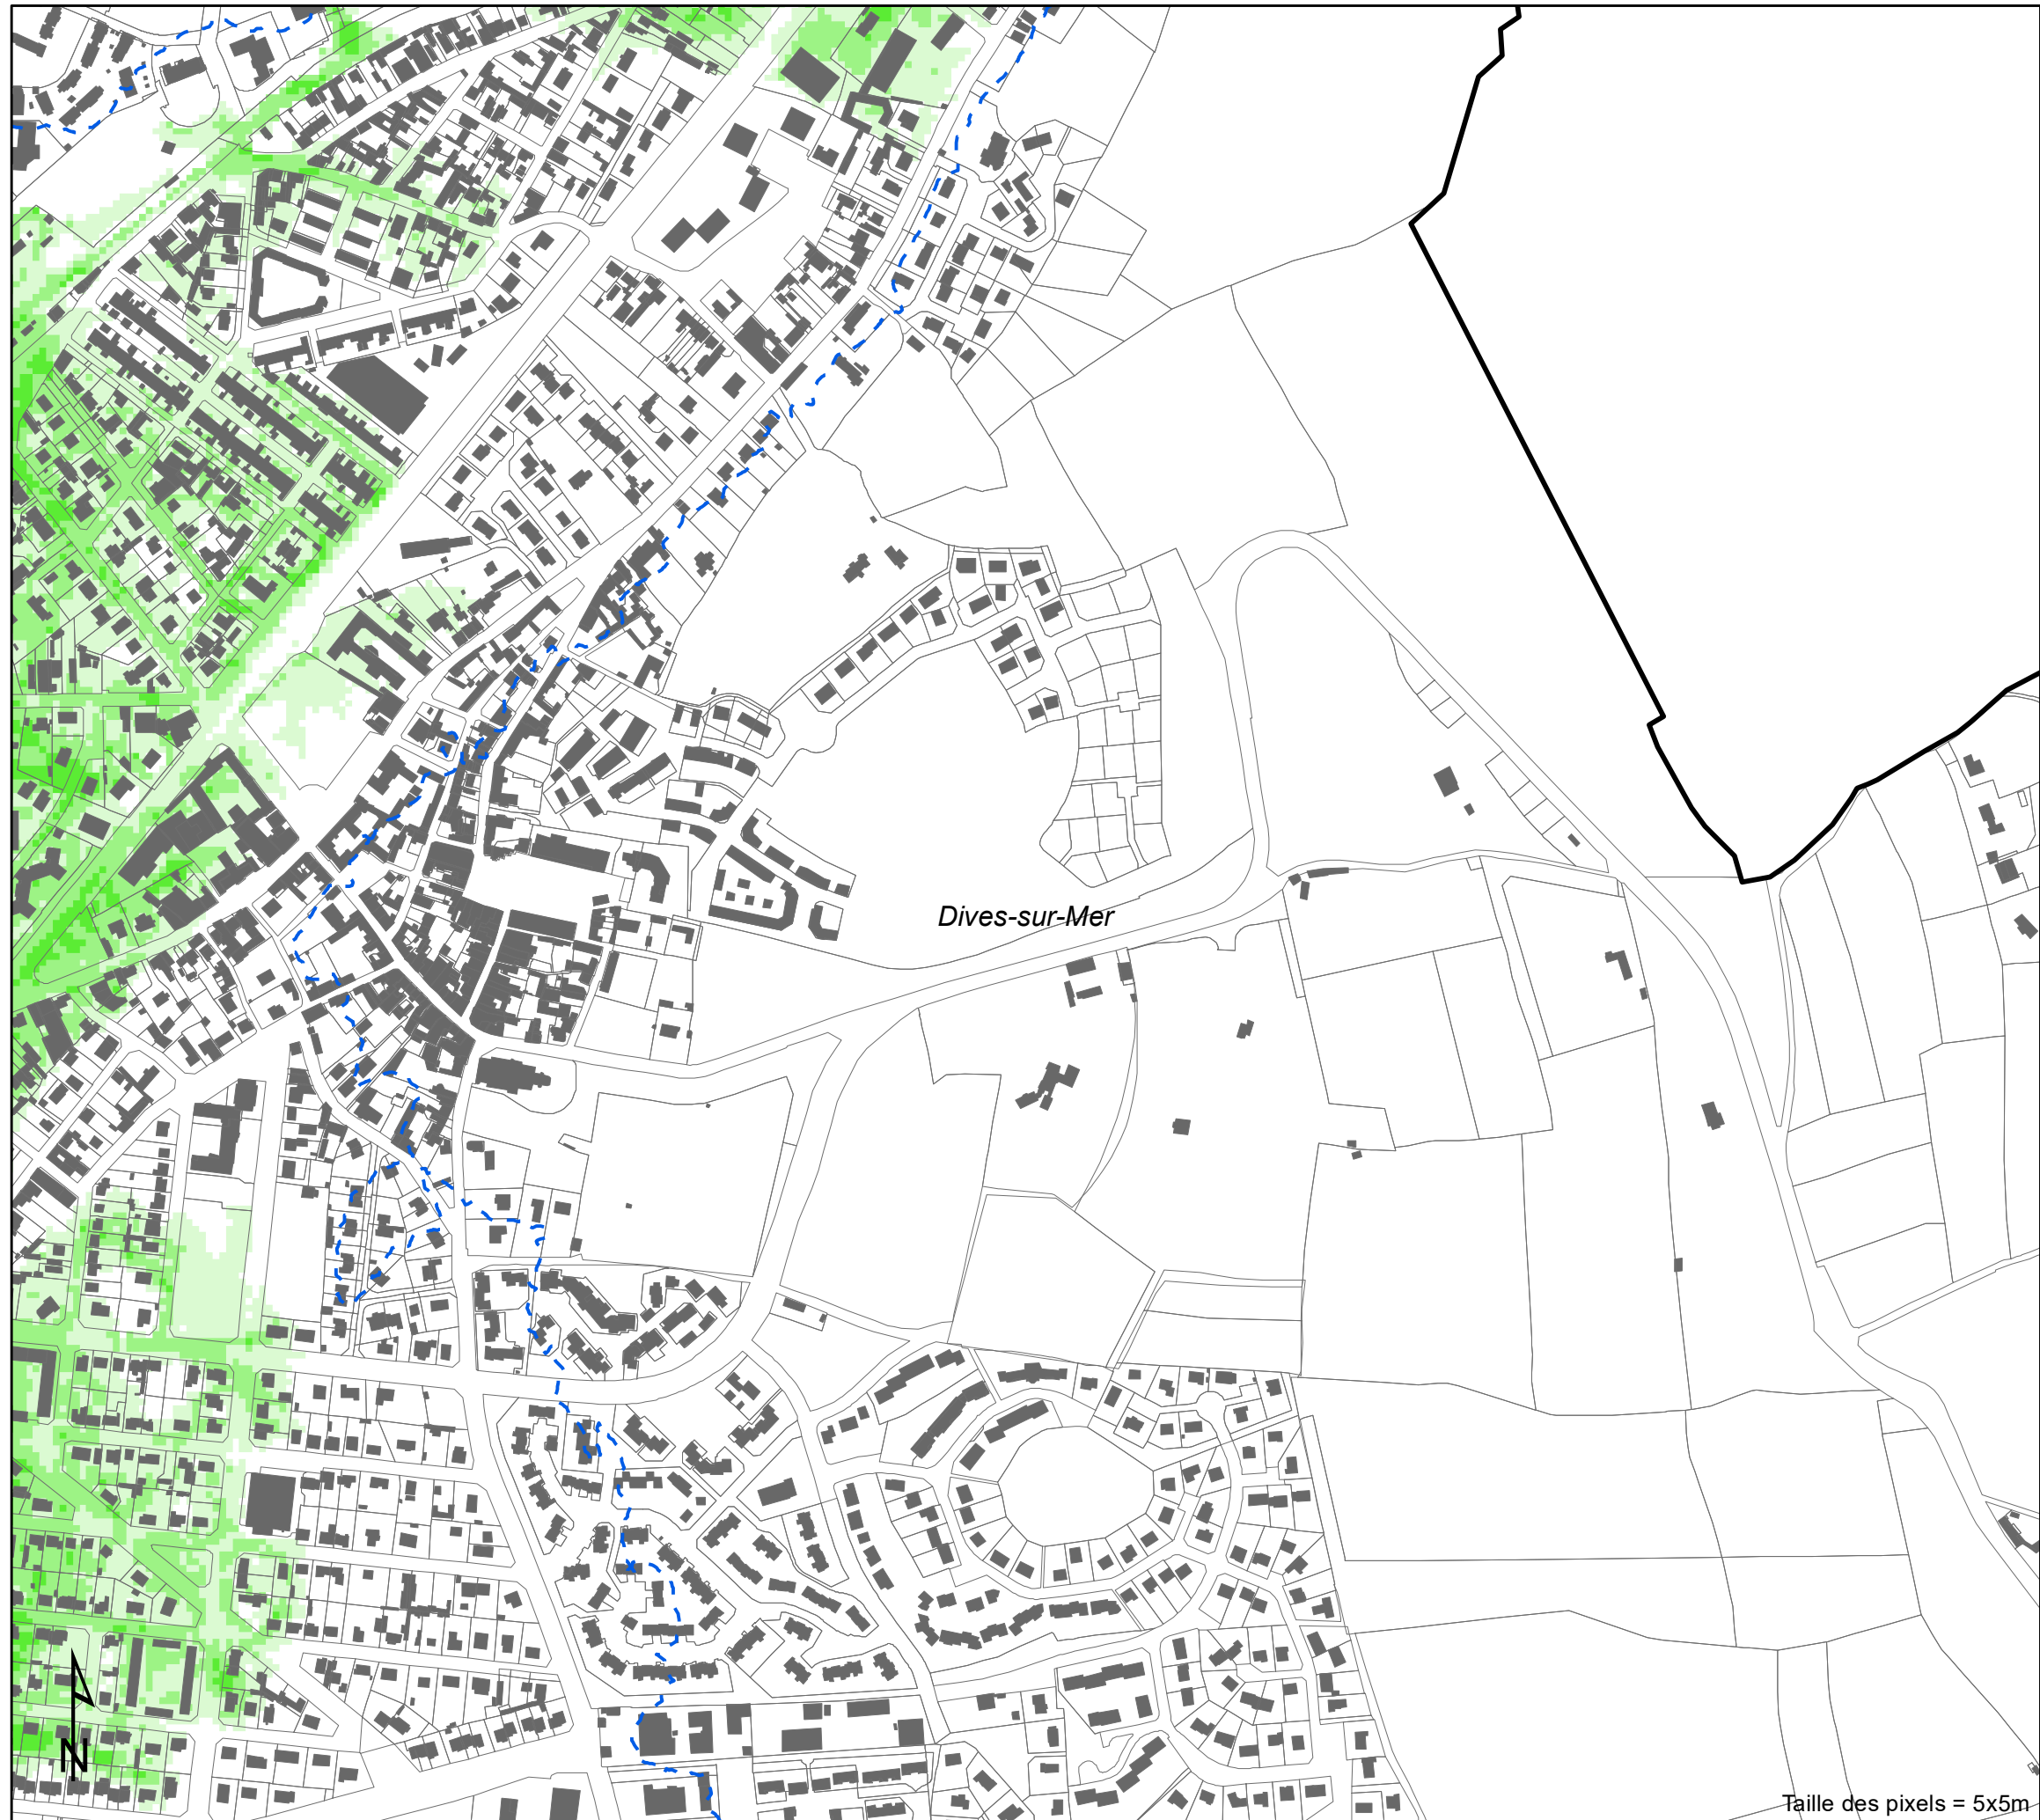 Dives-sur-Mer
N
Taille des pixels = 5x5m